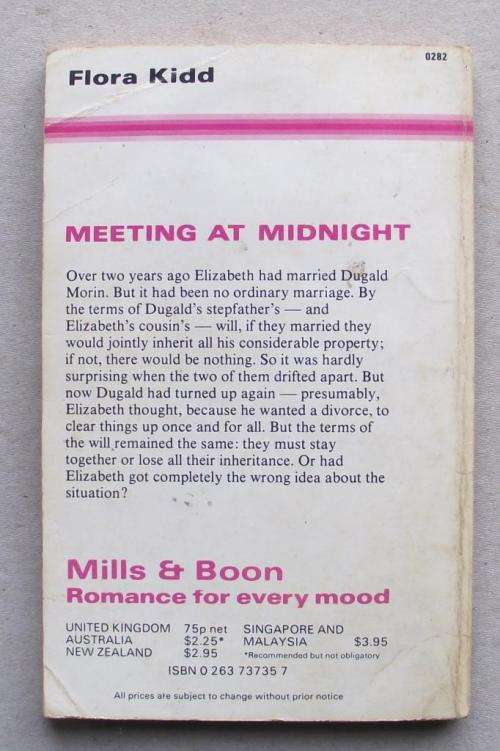 0282
Flora Kidd
MEETING AT MIDNIGHT
Over two years ago Elizabeth had married Dugald
Morin. But it had been no ordinary marriage. By
the terms of Dugald's stepfather's — and
Elizabeth's cousin's — will, if they married they
would jointly inherit all his considerable property;
if not, there would be nothing. So it was hardly
surprising when the two of them drifted apart. But
now Dugald had turned up again — presumably,
Elizabeth thought, because he wanted a divorce, to
clear things up once and for all. But the terms of
the will remained the same: they must stay
together or lose all their inheritance. Or had
Elizabeth got completely the wrong idea about the
situation?
Mills & Boon
Romance for every mood
UNITED KINGDOM 75p net SINGAPORE AND
AUSTRALIA $2.25* MALAYSIA $3.95
NEW ZEALAND $2.95 *Recommended but not obligatory
ISBN 0 263 73735 7
All prices are subject to change without prior notice